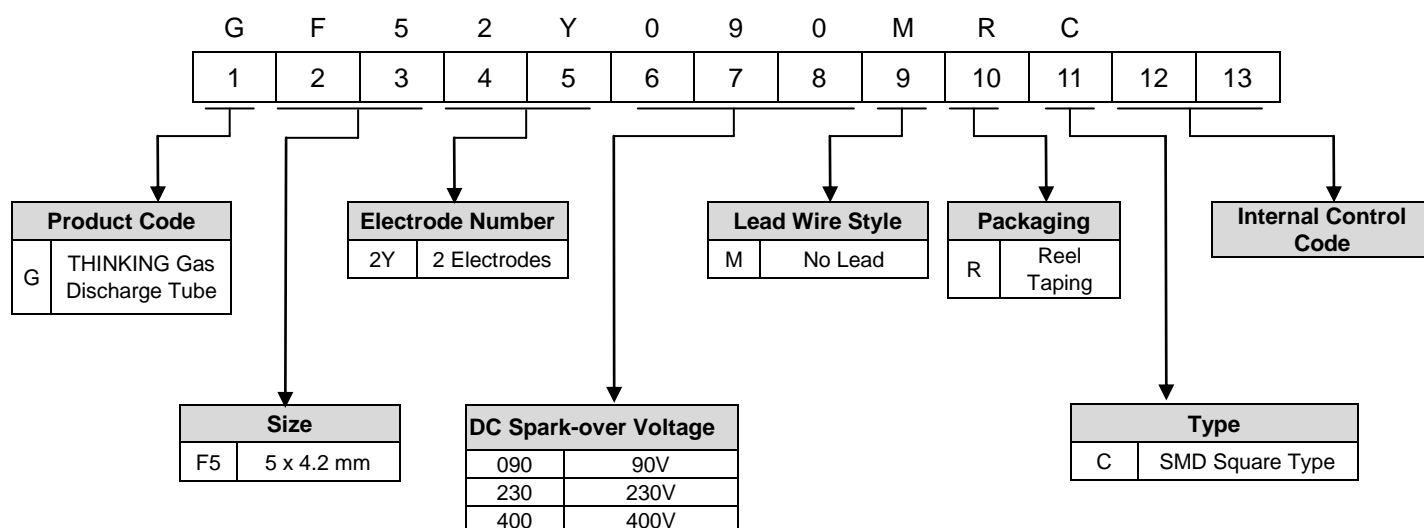 G F 5 2 Y 0 9 0 M R C
1 2 3 4 5 6 7 8 9 10 11 12 13
Product Code
G THINKING Gas
Discharge Tube
Electrode Number
2Y 2 Electrodes
Lead Wire Style
M No Lead
Packaging
R Reel
Taping
Internal Control
Code
Size
F5 5 x 4.2 mm
DC Spark-over Voltage
090 90V
230 230V
400 400V
Type
C SMD Square Type